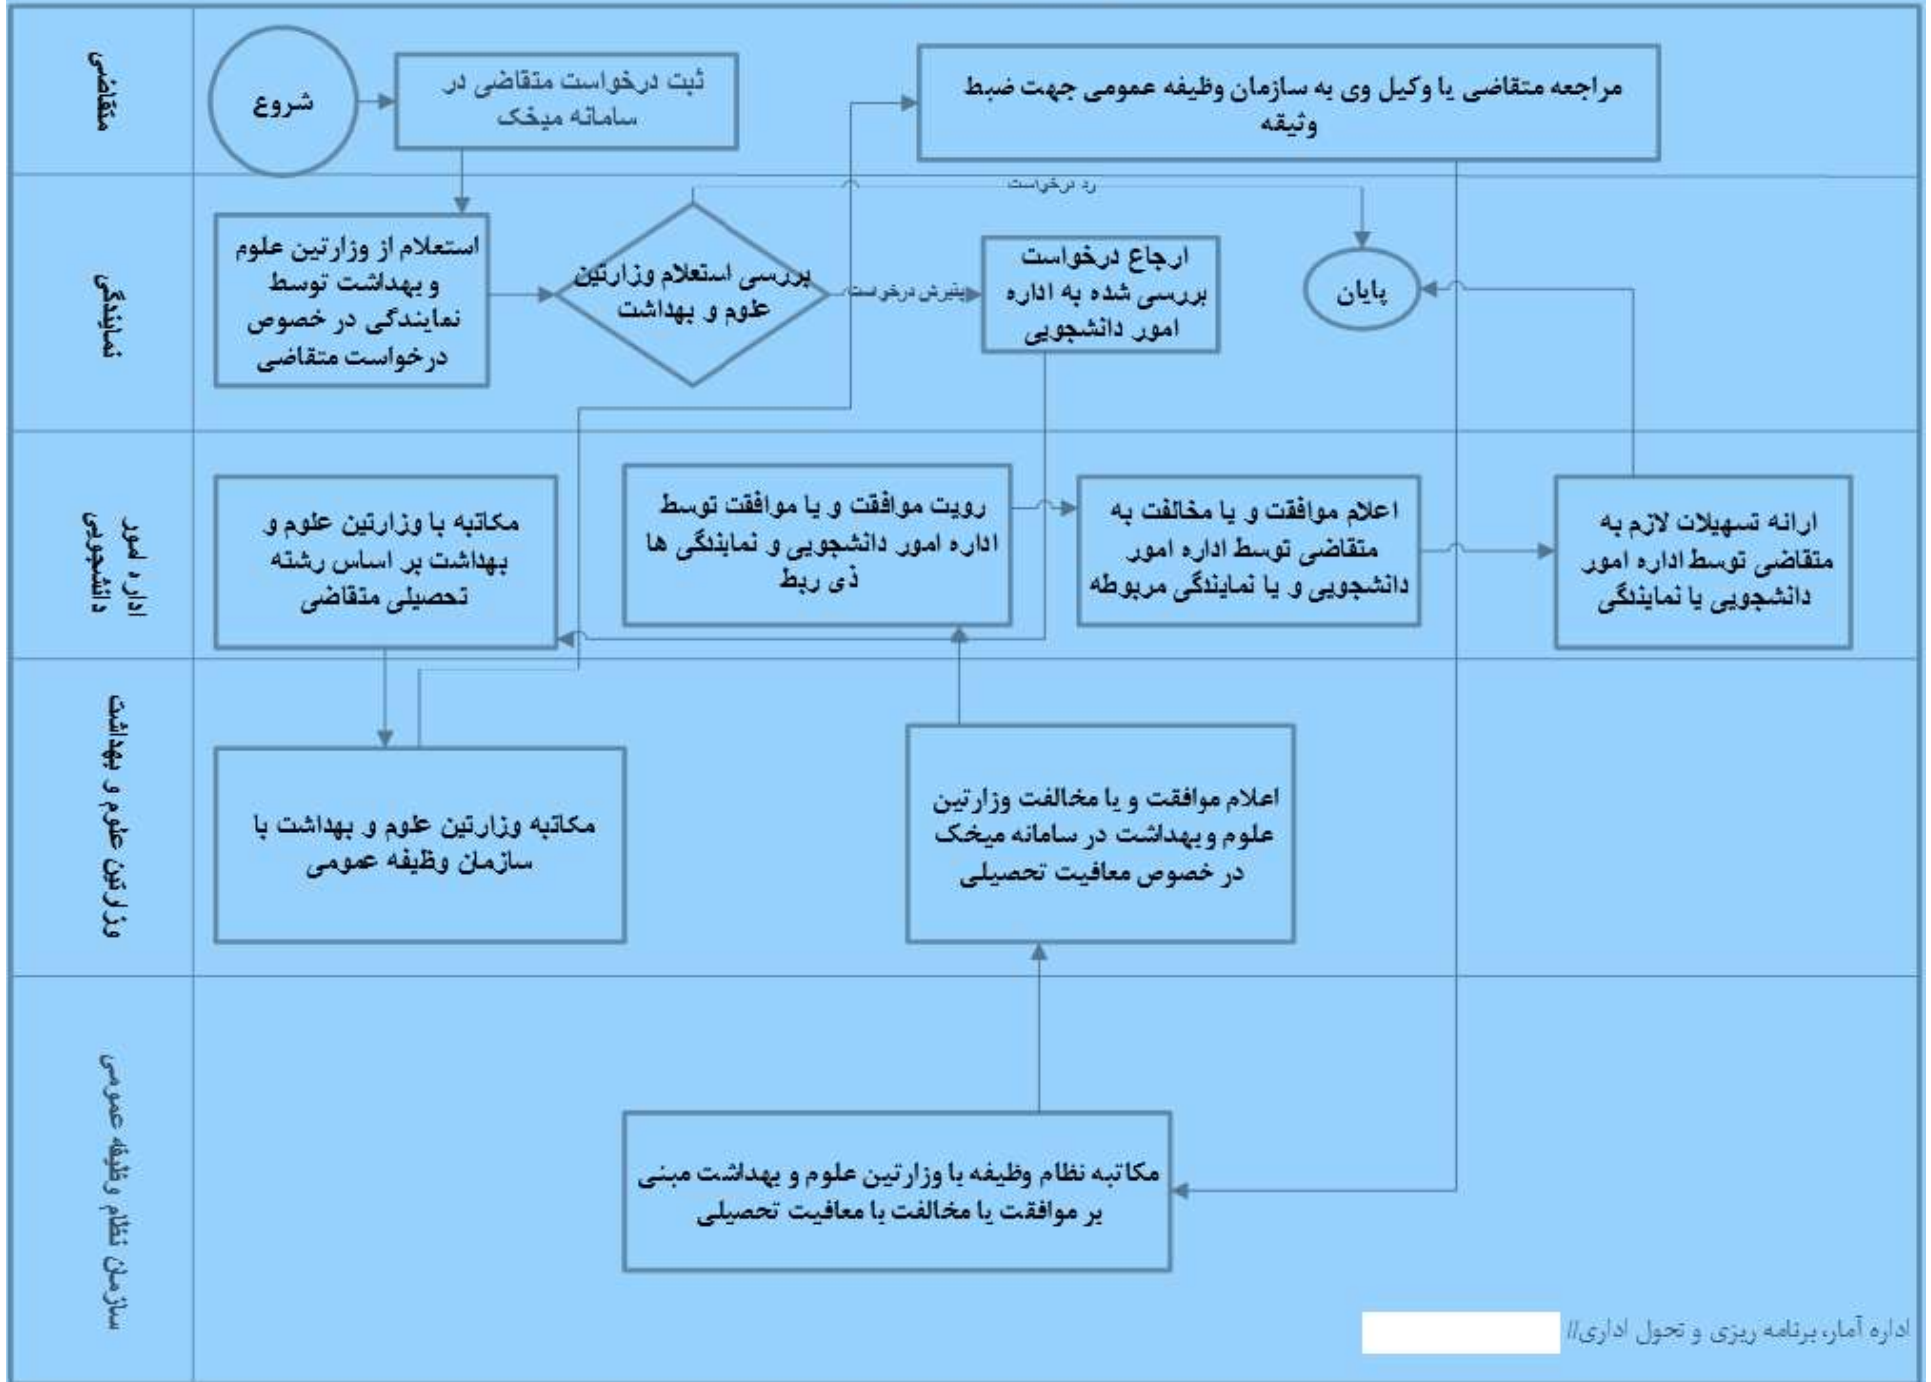 متقاضی
شروع
ثبت درخواست متقاضی در
سامانه میخک
مراجعه متقاضی یا وکیل وی به سازمان وظیفه عمومی جهت ضبط
وثیقه
نمایندگی
استعلام از وزارتین علوم
و بهداشت توسط
نمایندگی در خصوص
درخواست متقاضی
بررسی استعلام وزارتین
علوم و بهداشت
رد درخواست
پذیرش درخواست
ارجاع درخواست
بررسی شده به اداره
امور دانشجویی
پایان
اداره امور
دانشجویی
مکاتبه با وزارتین علوم و
بهداشت بر اساس رشته
تحصیلی متقاضی
رویت موافقت و یا موافقت توسط
اداره امور دانشجویی و نمایندگی ها
ذی ربط
اعلام موافقت و یا مخالفت به
متقاضی توسط اداره امور
دانشجویی و یا نمایندگی مربوطه
ارائه تسهیلات لازم به
متقاضی توسط اداره امور
دانشجویی یا نمایندگی
وزارتین علوم و بهداشت
مکاتبه وزارتین علوم و بهداشت با
سازمان وظیفه عمومی
اعلام موافقت و یا مخالفت وزارتین
علوم وبهداشت در سامانه میخک
در خصوص معافیت تحصیلی
سازمان نظام وظیفه عمومی
مکاتبه نظام وظیفه با وزارتین علوم و بهداشت مبنی
بر موافقت یا مخالفت با معافیت تحصیلی
اداره آمار، برنامه ریزی و تحول اداری//